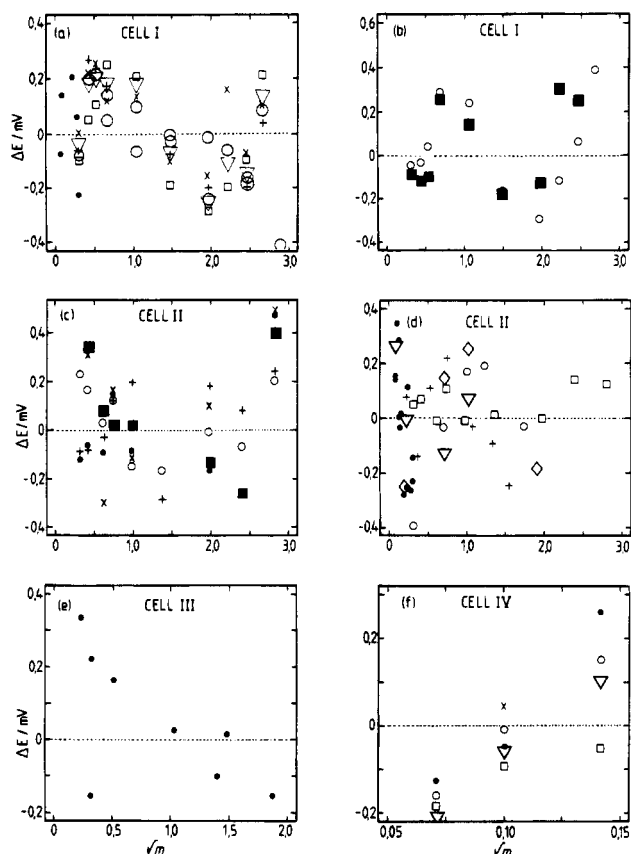 (a) CELL I
(b) CELL I
ΔE / mV
0,4
0,2
0
-0,2
-0,4
0 1,0 2,0 3,0
0,4
0,2
0
-0,2
-0,4
0 1,0 2,0 3,0
(c) CELL II
(d) CELL II
ΔE / mV
0,4
0,2
0
-0,2
-0,4
0 1,0 2,0 3,0
0,4
0,2
0
-0,2
-0,4
0 1,0 2,0 3,0
(e) CELL III
(f) CELL IV
ΔE / mV
0,4
0,2
0
-0,2
0 0,5 1,0 1,5 2,0
√m
0,2
0
-0,2
0,05 0,10 0,15
√m